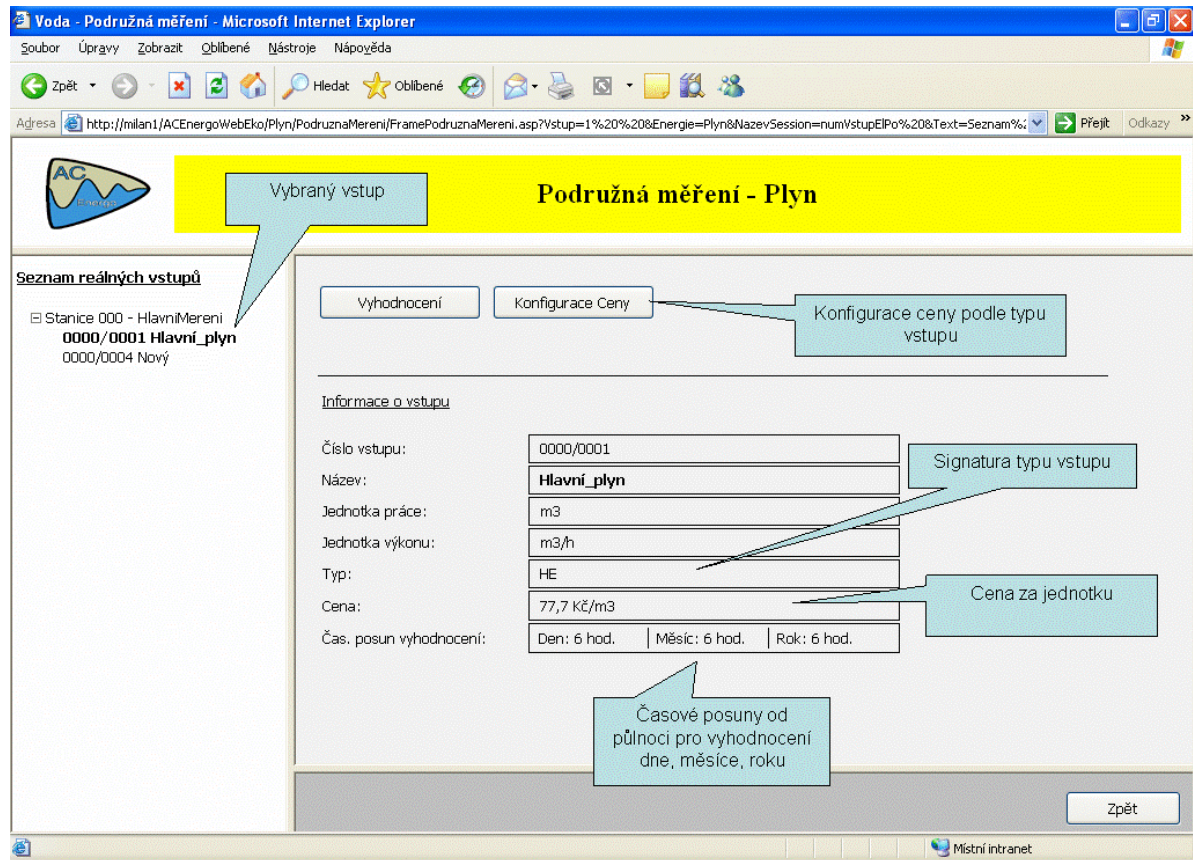 Voda - Podružná měření - Microsoft Internet Explorer
Soubor Úpravy Zobrazit Oblíbené Nástroje Nápověda
Zpět Hledat Oblíbené
Adresa http://milan1/ACEnergoWebEko/Plyn/PodruznaMereni/FramePodruznaMereni.asp?Vstup=1%20%20&Energie=Plyn&NazevSession=numVstupElPo%20&Text=Seznam% Přejít Odkazy »
AC
Energo
Vybraný vstup
Podružná měření - Plyn
Seznam reálných vstupů
Stanice 000 - HlavniMereni
0000/0001 Hlavní_plyn
0000/0004 Nový
Vyhodnocení Konfigurace Ceny
Konfigurace ceny podle typu
vstupu
Informace o vstupu
Číslo vstupu: 0000/0001
Název: Hlavní_plyn
Jednotka práce: m3
Jednotka výkonu: m3/h
Typ: HE
Cena: 77,7 Kč/m3
Čas. posun vyhodnocení: Den: 6 hod. Měsíc: 6 hod. Rok: 6 hod.
Signatura typu vstupu
Cena za jednotku
Časové posuny od
půlnoci pro vyhodnocení
dne, měsíce, roku
Zpět
Místní intranet